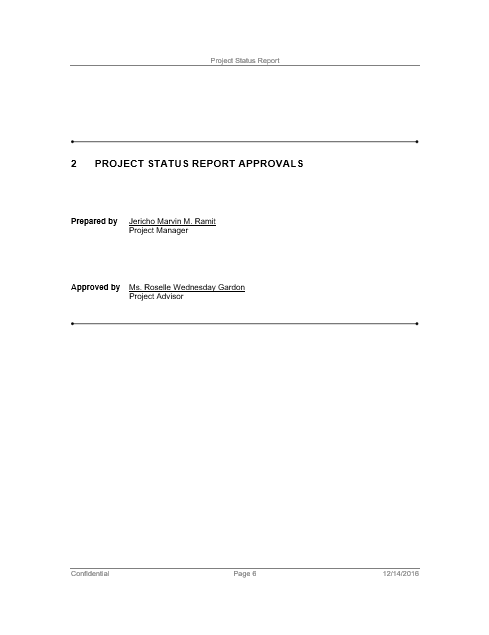 Project Status Report
2 PROJECT STATUS REPORT APPROVALS
Prepared by Jericho Marvin M. Ramit
Project Manager
Approved by Ms. Roselle Wednesday Gardon
Project Advisor
Confidential Page 6 12/14/2016